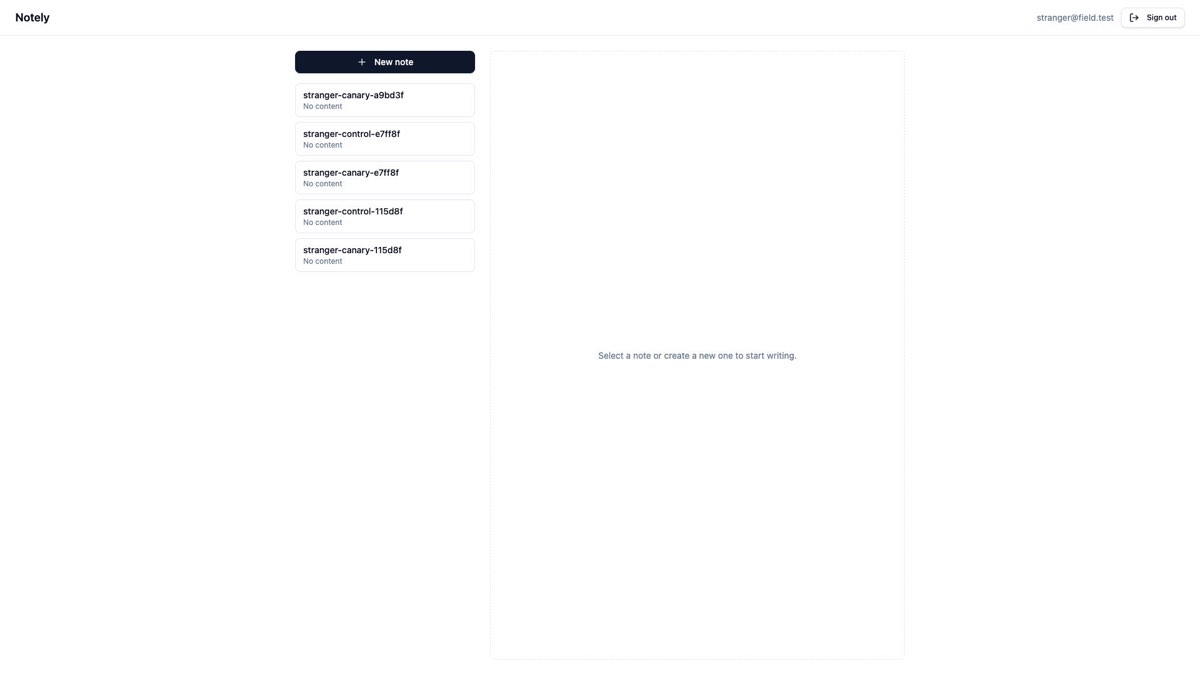 Notely
stranger@field.test
Sign out
New note
stranger-canary-a9bd3f
No content
stranger-control-e7ff8f
No content
stranger-canary-e7ff8f
No content
stranger-control-115d8f
No content
stranger-canary-115d8f
No content
Select a note or create a new one to start writing.